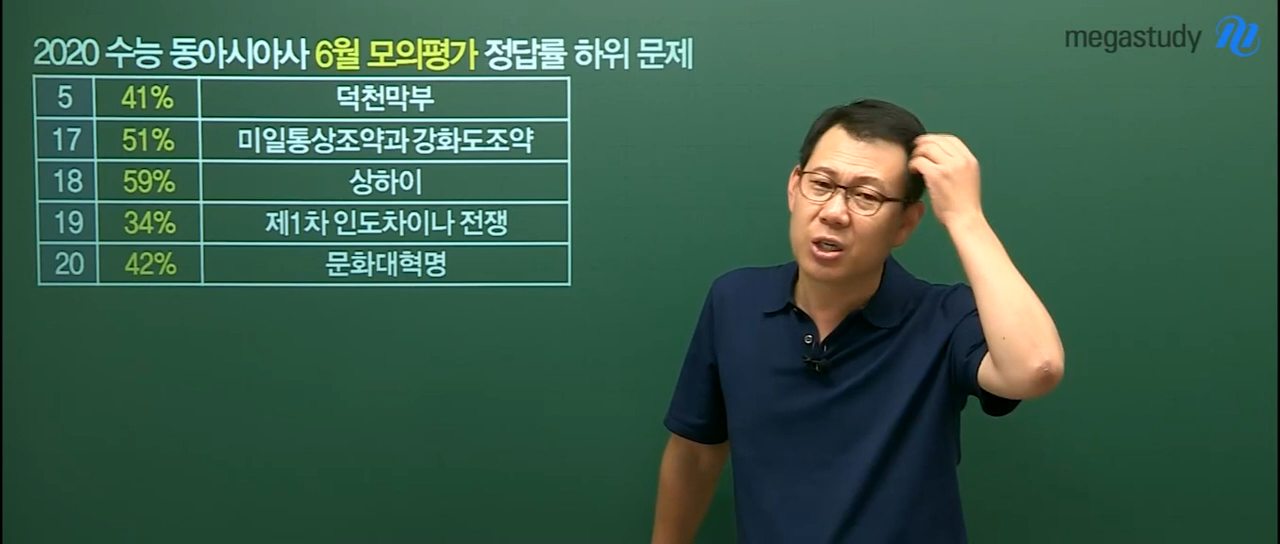 megastudy
2020 수능 동아시아사 6월 모의평가 정답률 하위 문제
5 41% 덕천막부
17 51% 미일통상조약과 강화도조약
18 59% 상하이
19 34% 제1차 인도차이나 전쟁
20 42% 문화대혁명